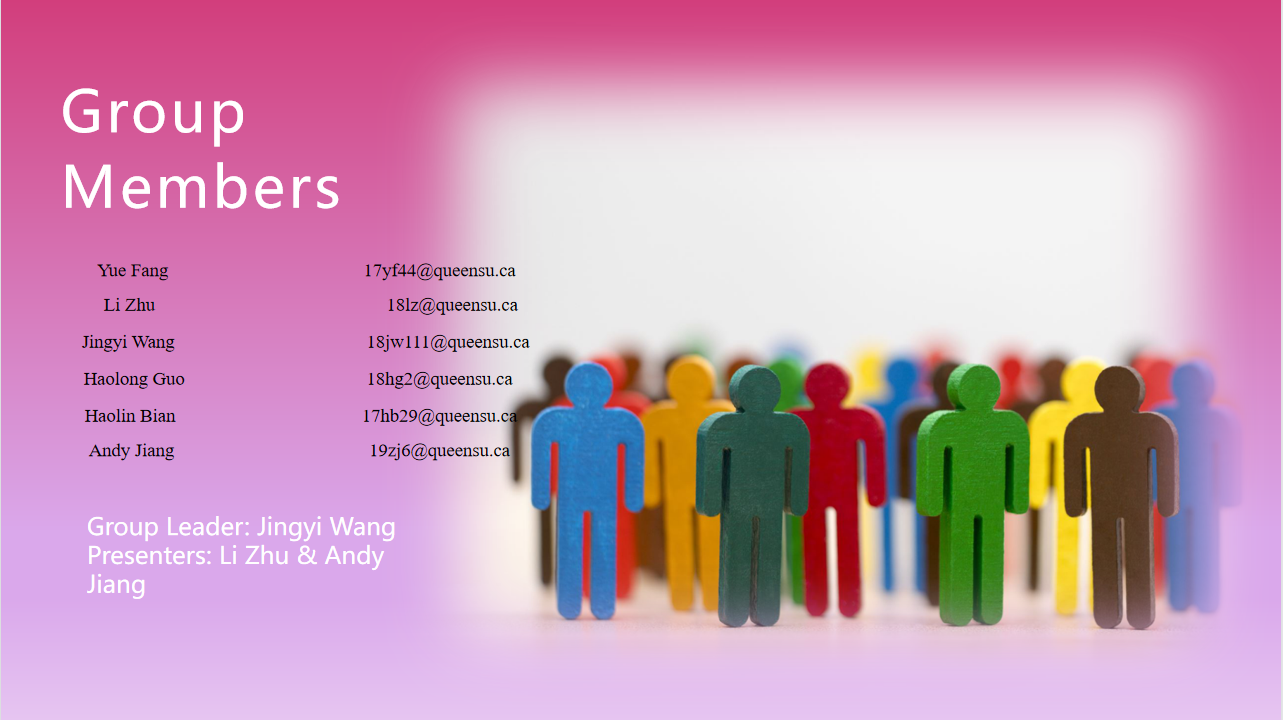 Group
Members
Yue Fang 17yf44@queensu.ca
Li Zhu 18lz@queensu.ca
Jingyi Wang 18jw111@queensu.ca
Haolong Guo 18hg2@queensu.ca
Haolin Bian 17hb29@queensu.ca
Andy Jiang 19zj6@queensu.ca
Group Leader: Jingyi Wang
Presenters: Li Zhu & Andy
Jiang